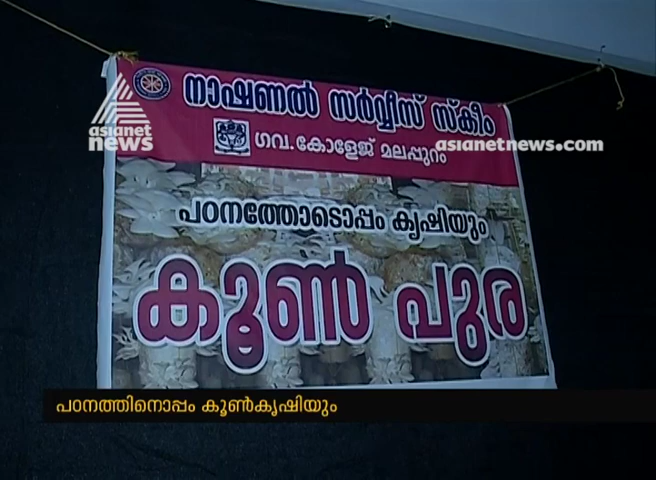 നാഷണൽ സർവ്വീസ് സ്കീം
asianet
news
ഗവ.കോളേജ് മലപ്പുറം
asianetnews.com
പഠനത്തോടൊപ്പം കൃഷിയും
കൂൺ പുര
പഠനത്തിനൊപ്പം കൂൺകൃഷിയും